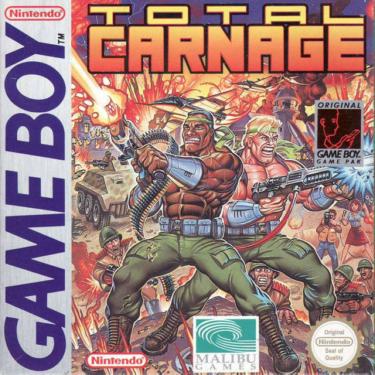 Nintendo
GAME BOY
TM
TOTAL
CARNAGE
ORIGINAL
GAME BOY
GAME PAK
Nintendo
MALIBU
GAMES
Original
Nintendo
Seal of
Quality